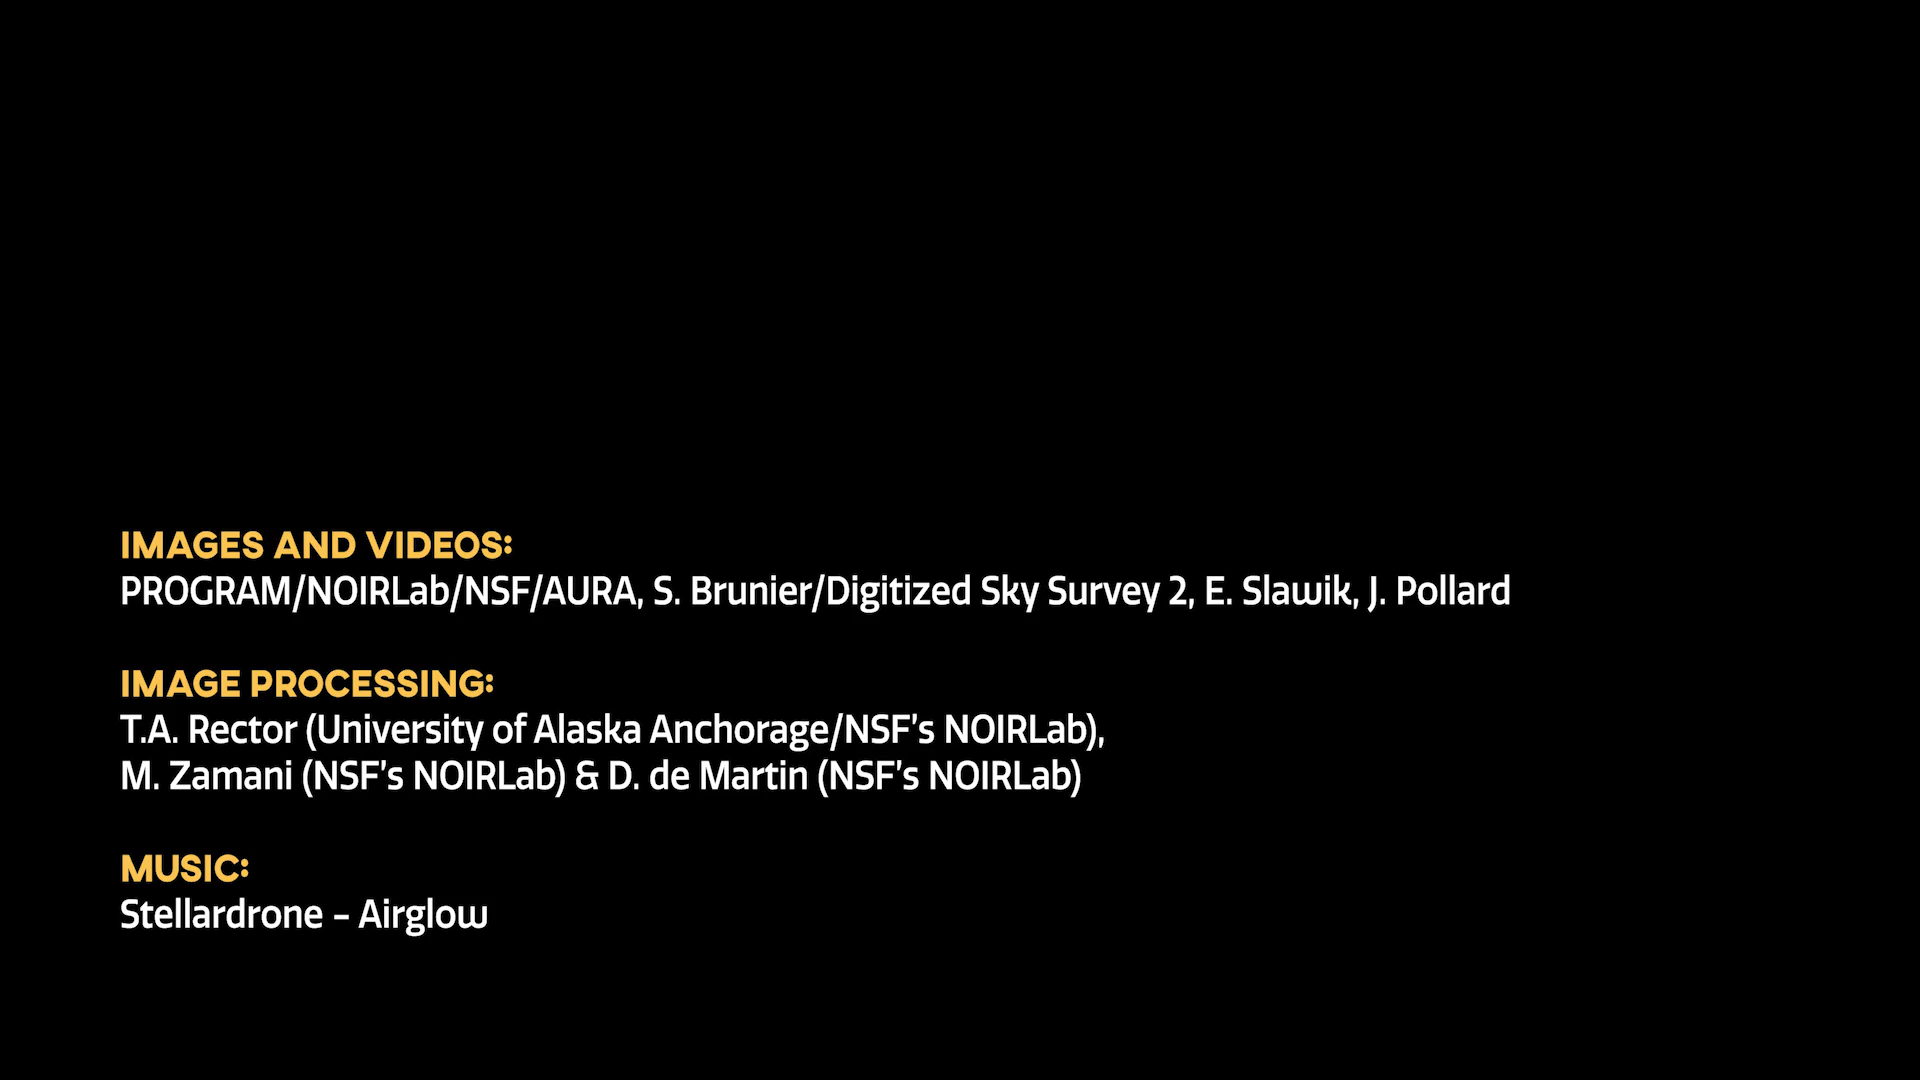 IMAGES AND VIDEOS:
PROGRAM/NOIRLab/NSF/AURA, S. Brunier/Digitized Sky Survey 2, E. Slawik, J. Pollard
IMAGE PROCESSING:
T.A. Rector (University of Alaska Anchorage/NSF’s NOIRLab),
M. Zamani (NSF’s NOIRLab) & D. de Martin (NSF’s NOIRLab)
MUSIC:
Stellardrone – Airglow